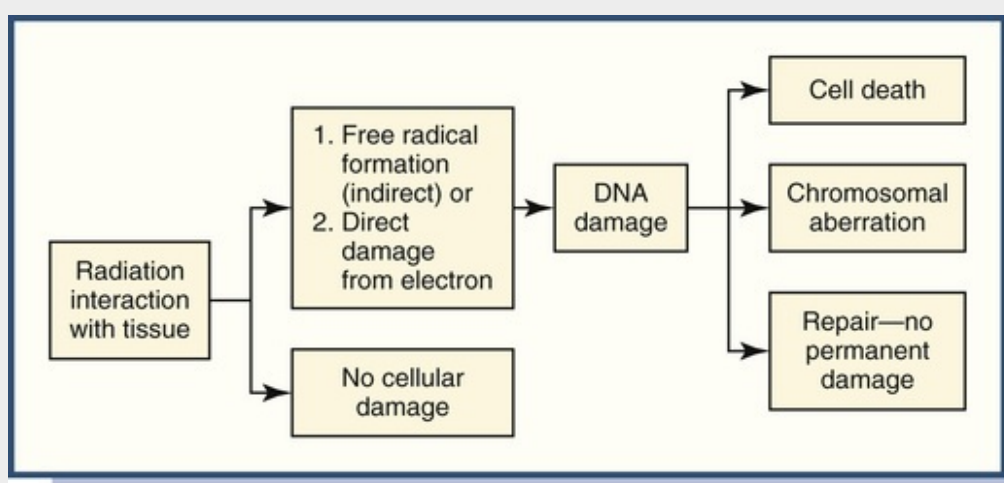 Radiation
interaction
with tissue
1. Free radical
formation
(indirect) or
2. Direct
damage
from electron
No cellular
damage
DNA
damage
Cell death
Chromosomal
aberration
Repair—no
permanent
damage